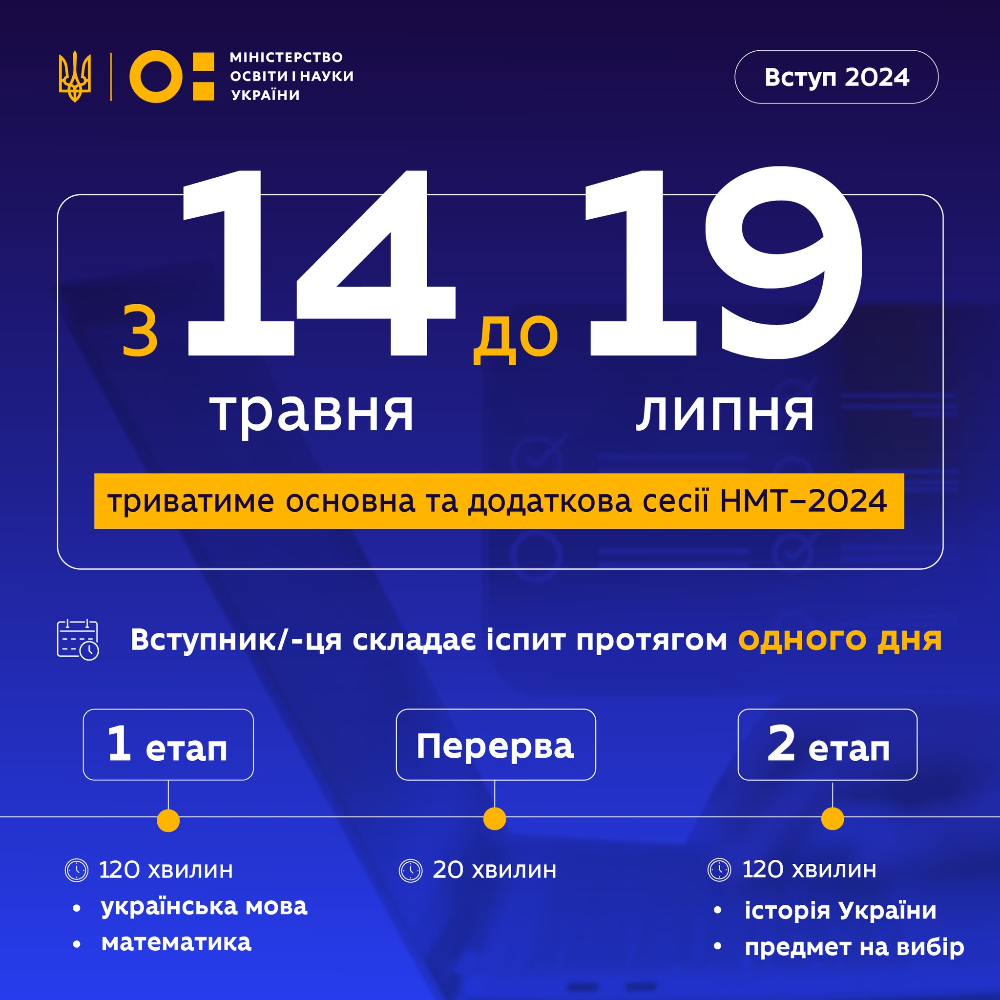 МІНІСТЕРСТВО
ОСВІТИ І НАУКИ
УКРАЇНИ
Вступ 2024
з 14 до 19
травня липня
триватиме основна та додаткова сесії НМТ–2024
Вступник/-ця складає іспит протягом одного дня
1 етап
Перерва
2 етап
120 хвилин
українська мова
математика
20 хвилин
120 хвилин
історія України
предмет на вибір